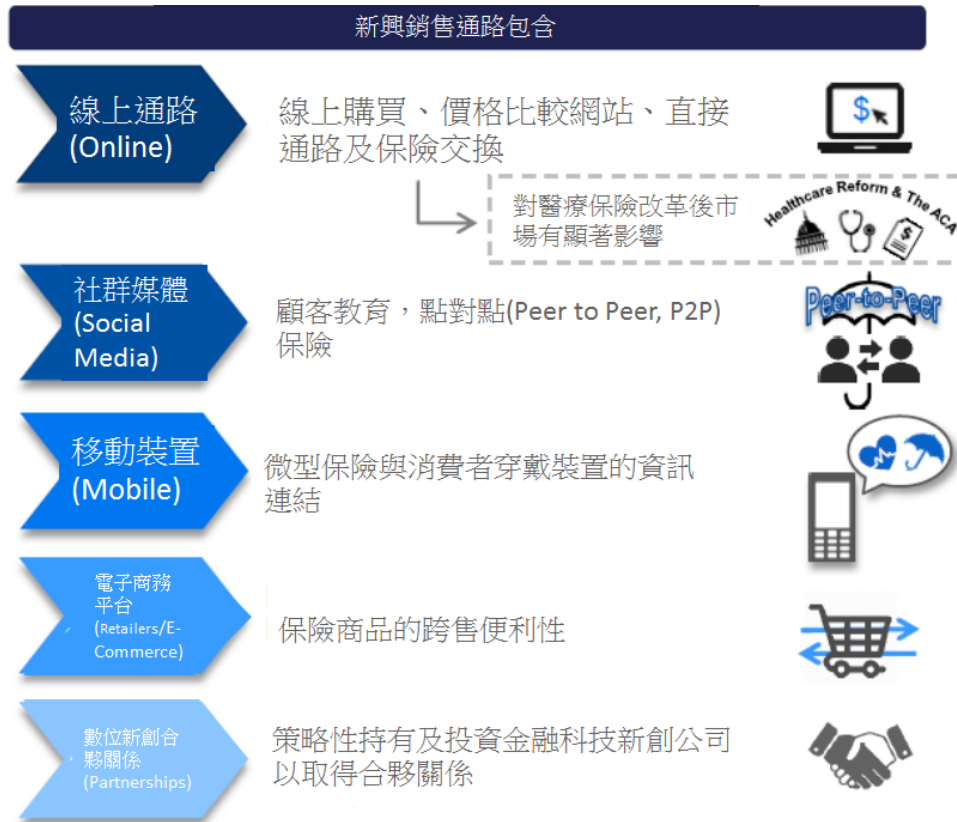 新興銷售通路包含
線上通路
(Online)
線上購買、價格比較網站、直接
通路及保險交換
$
對醫療保險改革後市
場有顯著影響
Healthcare Reform & The ACA
$
社群媒體
(Social
Media)
顧客教育，點對點(Peer to Peer, P2P)
保險
Peer-to-Peer
移動裝置
(Mobile)
微型保險與消費者穿戴裝置的資訊
連結
電子商務
平台
(Retailers/E-
Commerce)
保險商品的跨售便利性
數位新創合
夥關係
(Partnerships)
策略性持有及投資金融科技新創公司
以取得合夥關係